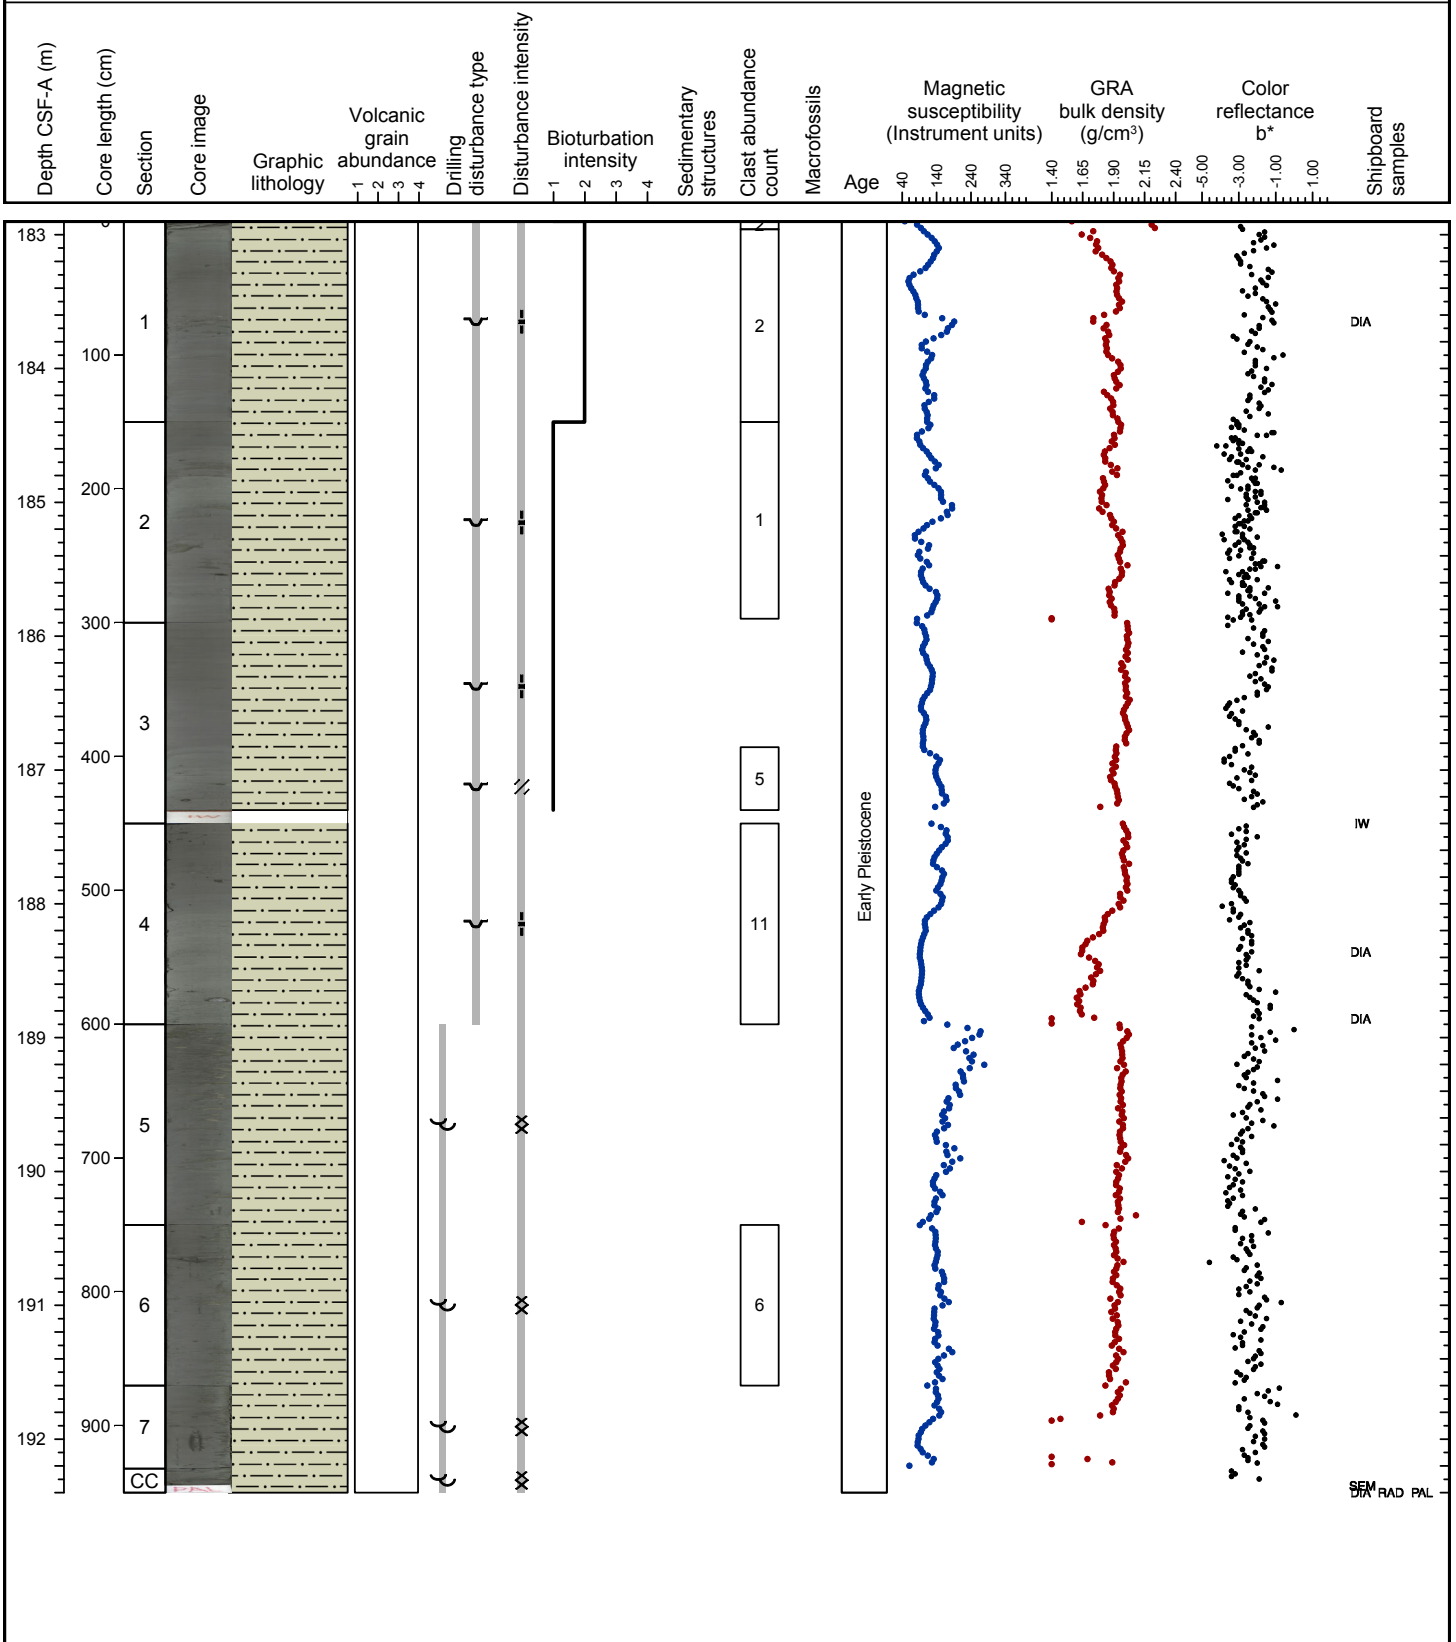 Depth CSF-A (m)
Core length (cm)
Section
Core image
Graphic
lithology
Volcanic
grain
abundance
1 2 3 4
Drilling
disturbance type
Disturbance intensity
Bioturbation
intensity
1 2 3 4
Sedimentary
structures
Clast abundance
count
Macrofossils
Age
Magnetic
susceptibility
(Instrument units)
40 140 240 340
GRA
bulk density
(g/cm³)
1.40 1.65 1.90 2.15 2.40
Color
reflectance
b*
-5.00 -3.00 -1.00 1.00
Shipboard
samples
183
184
185
186
187
188
189
190
191
192
0
100
200
300
400
500
600
700
800
900
1
2
3
4
5
6
7
CC
IW
PAL
2
2
1
5
11
6
Early Pleistocene
DIA
IW
DIA
DIA
SEM
DIA RAD PAL